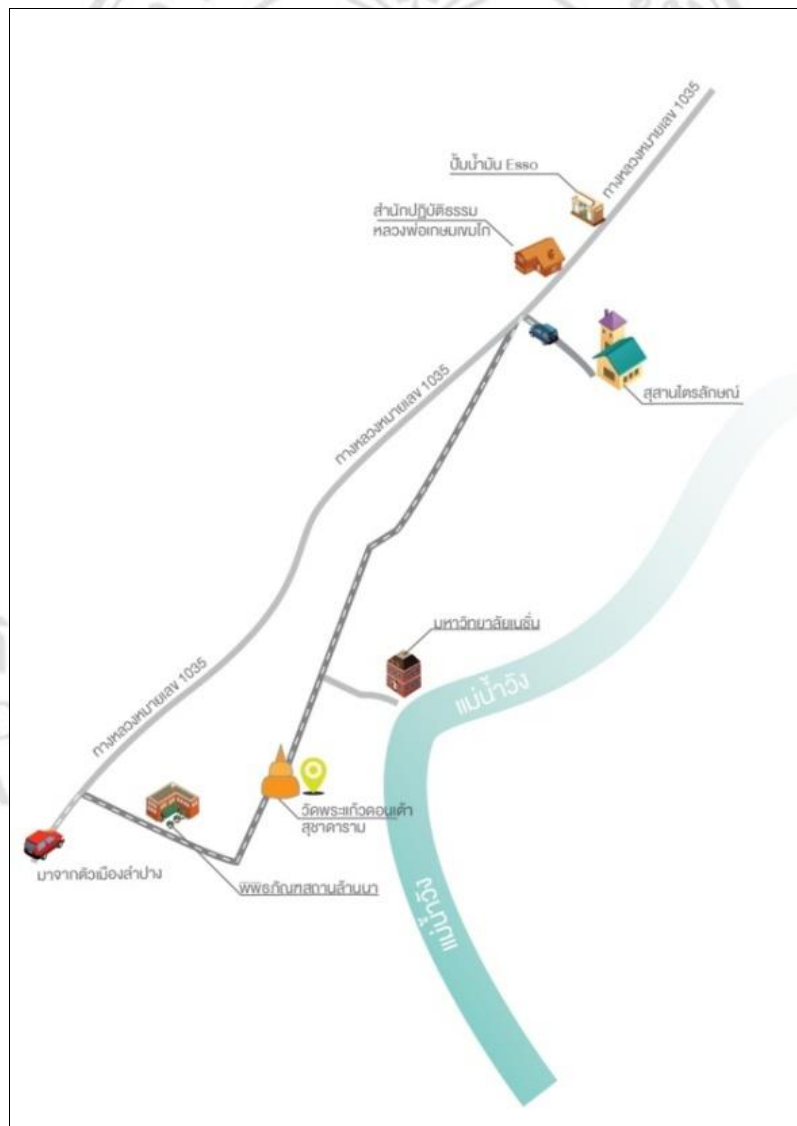 ทางหลวงหมายเลข 1035
ปั๊มน้ำมัน Esso
สำนักปฏิบัติธรรม
หลวงพ่อเกษมเขมโก
สุสานไตรลักษณ์
ทางหลวงหมายเลข 1035
มหาวิทยาลัยเนชั่น
แม่น้ำวัง
ทางหลวงหมายเลข 1035
วัดพระแก้วดอนเต้า
สุชาดาราม
มาจากตัวเมืองลำปาง
พิพิธภัณฑสถานล้านนา
แม่น้ำวัง